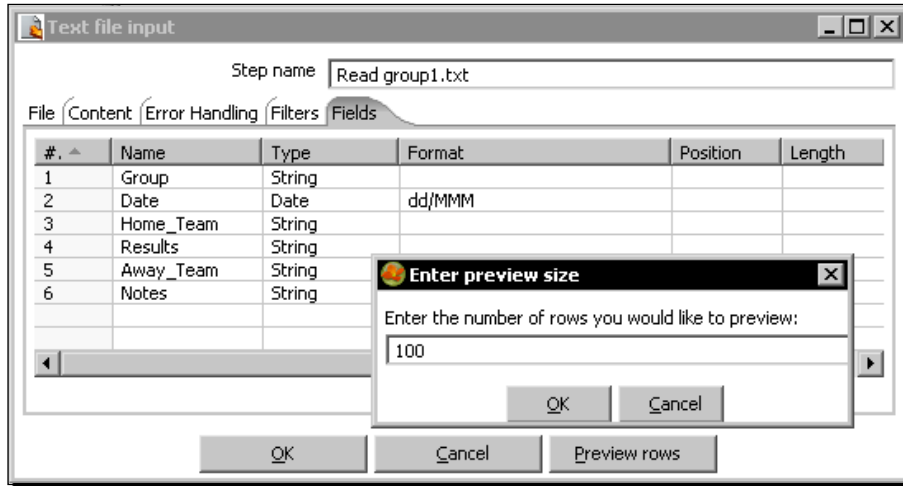 Text file input
Step name Read group1.txt
File Content Error Handling Filters Fields
#. Name Type Format Position Length
1 Group String
2 Date Date dd/MMM
3 Home_Team String
4 Results String
5 Away_Team String
6 Notes String
Enter preview size
Enter the number of rows you would like to preview:
100
OK Cancel
OK Cancel Preview rows